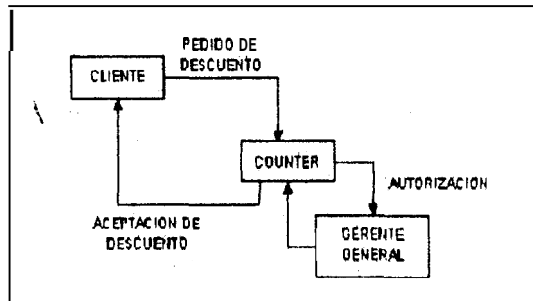 PEDIDO DE
DESCUENTO
CLIENTE
COUNTER
AUTORIZACION
ACEPTACION DE
DESCUENTO
GERENTE
GENERAL